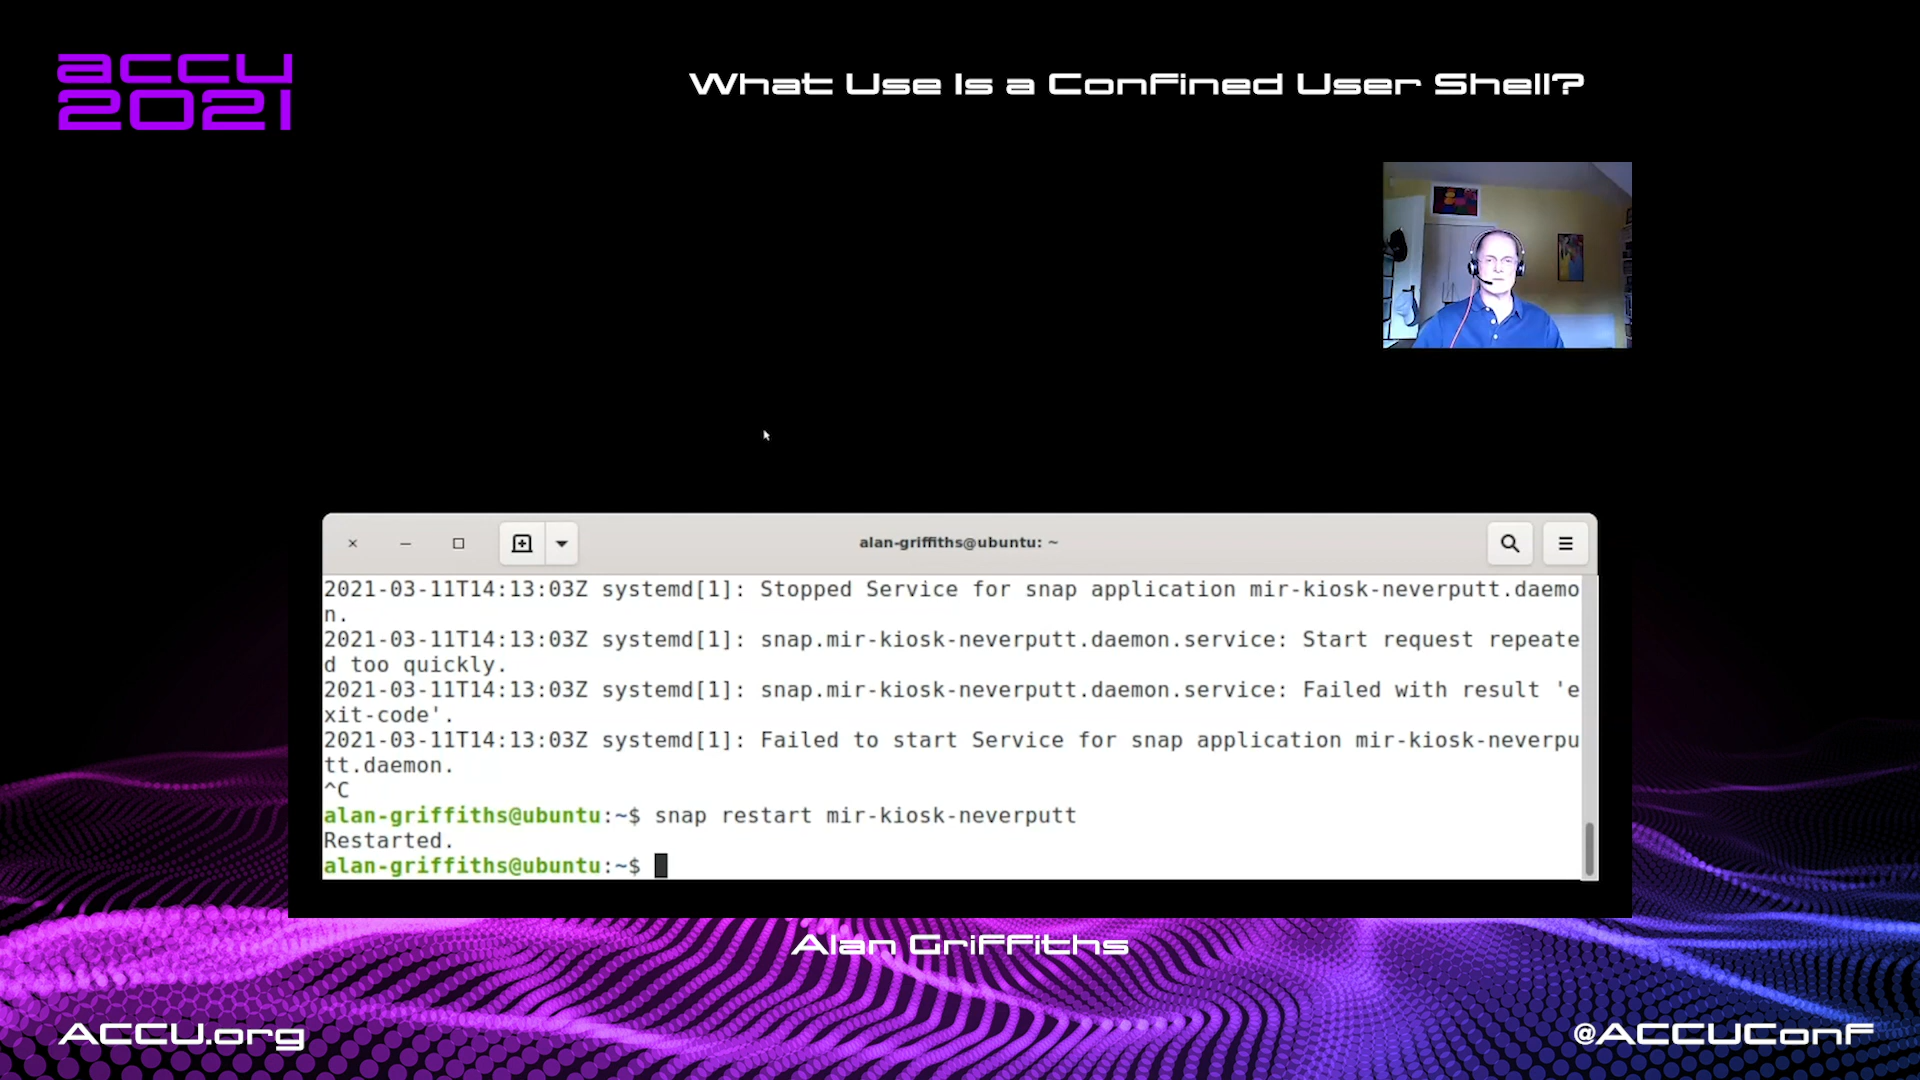 accu
2021
What Use Is a Confined User Shell?
alan-griffiths@ubuntu: ~
2021-03-11T14:13:03Z systemd[1]: Stopped Service for snap application mir-kiosk-neverputt.daemo
n.
2021-03-11T14:13:03Z systemd[1]: snap.mir-kiosk-neverputt.daemon.service: Start request repeate
d too quickly.
2021-03-11T14:13:03Z systemd[1]: snap.mir-kiosk-neverputt.daemon.service: Failed with result 'e
xit-code'.
2021-03-11T14:13:03Z systemd[1]: Failed to start Service for snap application mir-kiosk-neverpu
tt.daemon.
^C
alan-griffiths@ubuntu:~$ snap restart mir-kiosk-neverputt
Restarted.
alan-griffiths@ubuntu:~$
Alan Griffiths
ACCU.org
@ACCUConf